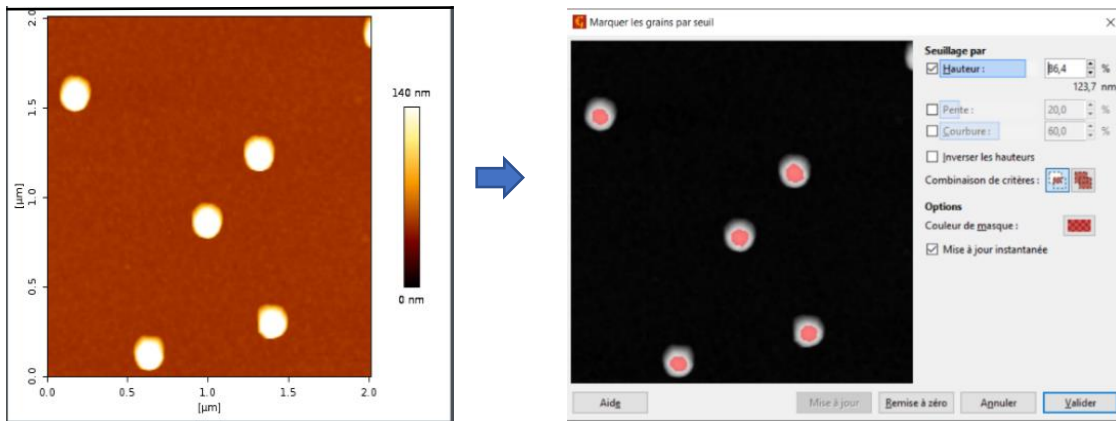 2.0
1.5
1.0
0.5
0.0
[µm]
0.0 0.5 1.0 1.5 2.0
[µm]
140 nm
0 nm
Marquer les grains par seuil
Seuillage par
Hauteur : 86,4 %
123,7 nm
Pente : 20,0 %
Courbure : 60,0 %
Inverser les hauteurs
Combinaison de critères :
Options
Couleur de masque :
Mise à jour instantanée
Aide Mise à jour Remise à zéro Annuler Valider